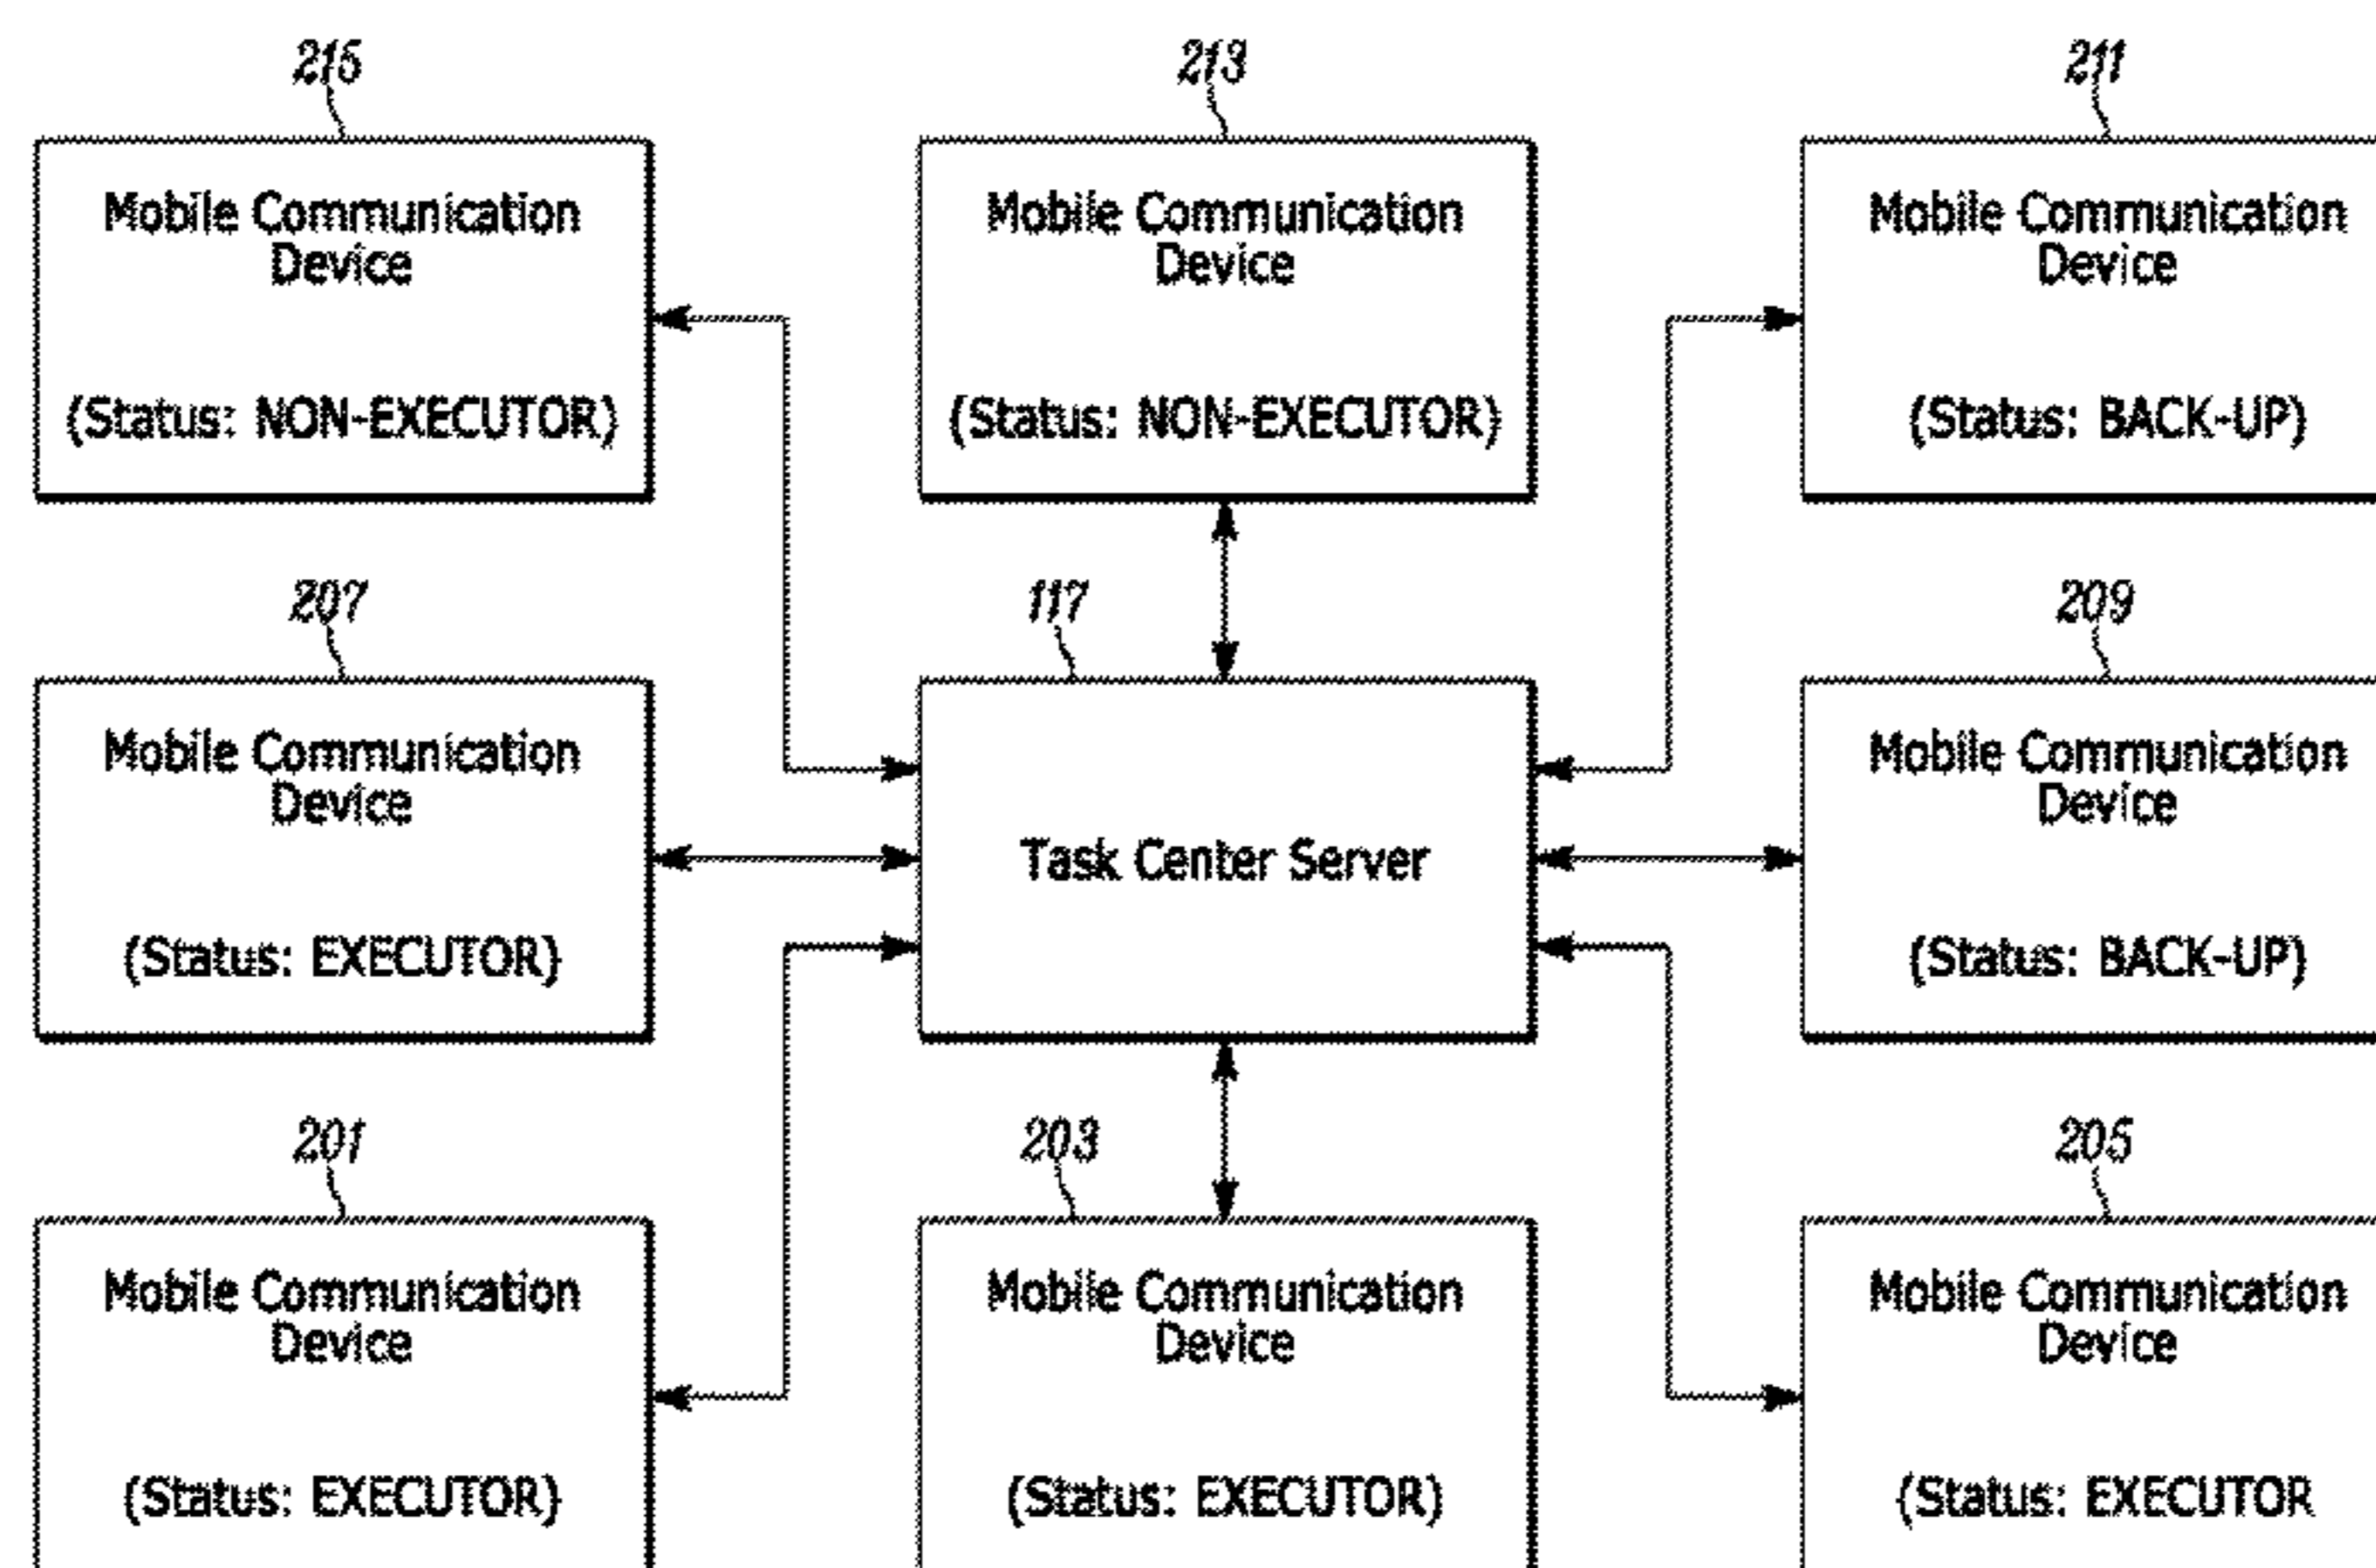 215
213
211
Mobile Communication
Device
(Status: NON-EXECUTOR)
Mobile Communication
Device
(Status: NON-EXECUTOR)
Mobile Communication
Device
(Status: BACK-UP)
207
117
209
Mobile Communication
Device
(Status: EXECUTOR)
Task Center Server
Mobile Communication
Device
(Status: BACK-UP)
201
203
205
Mobile Communication
Device
(Status: EXECUTOR)
Mobile Communication
Device
(Status: EXECUTOR)
Mobile Communication
Device
(Status: EXECUTOR